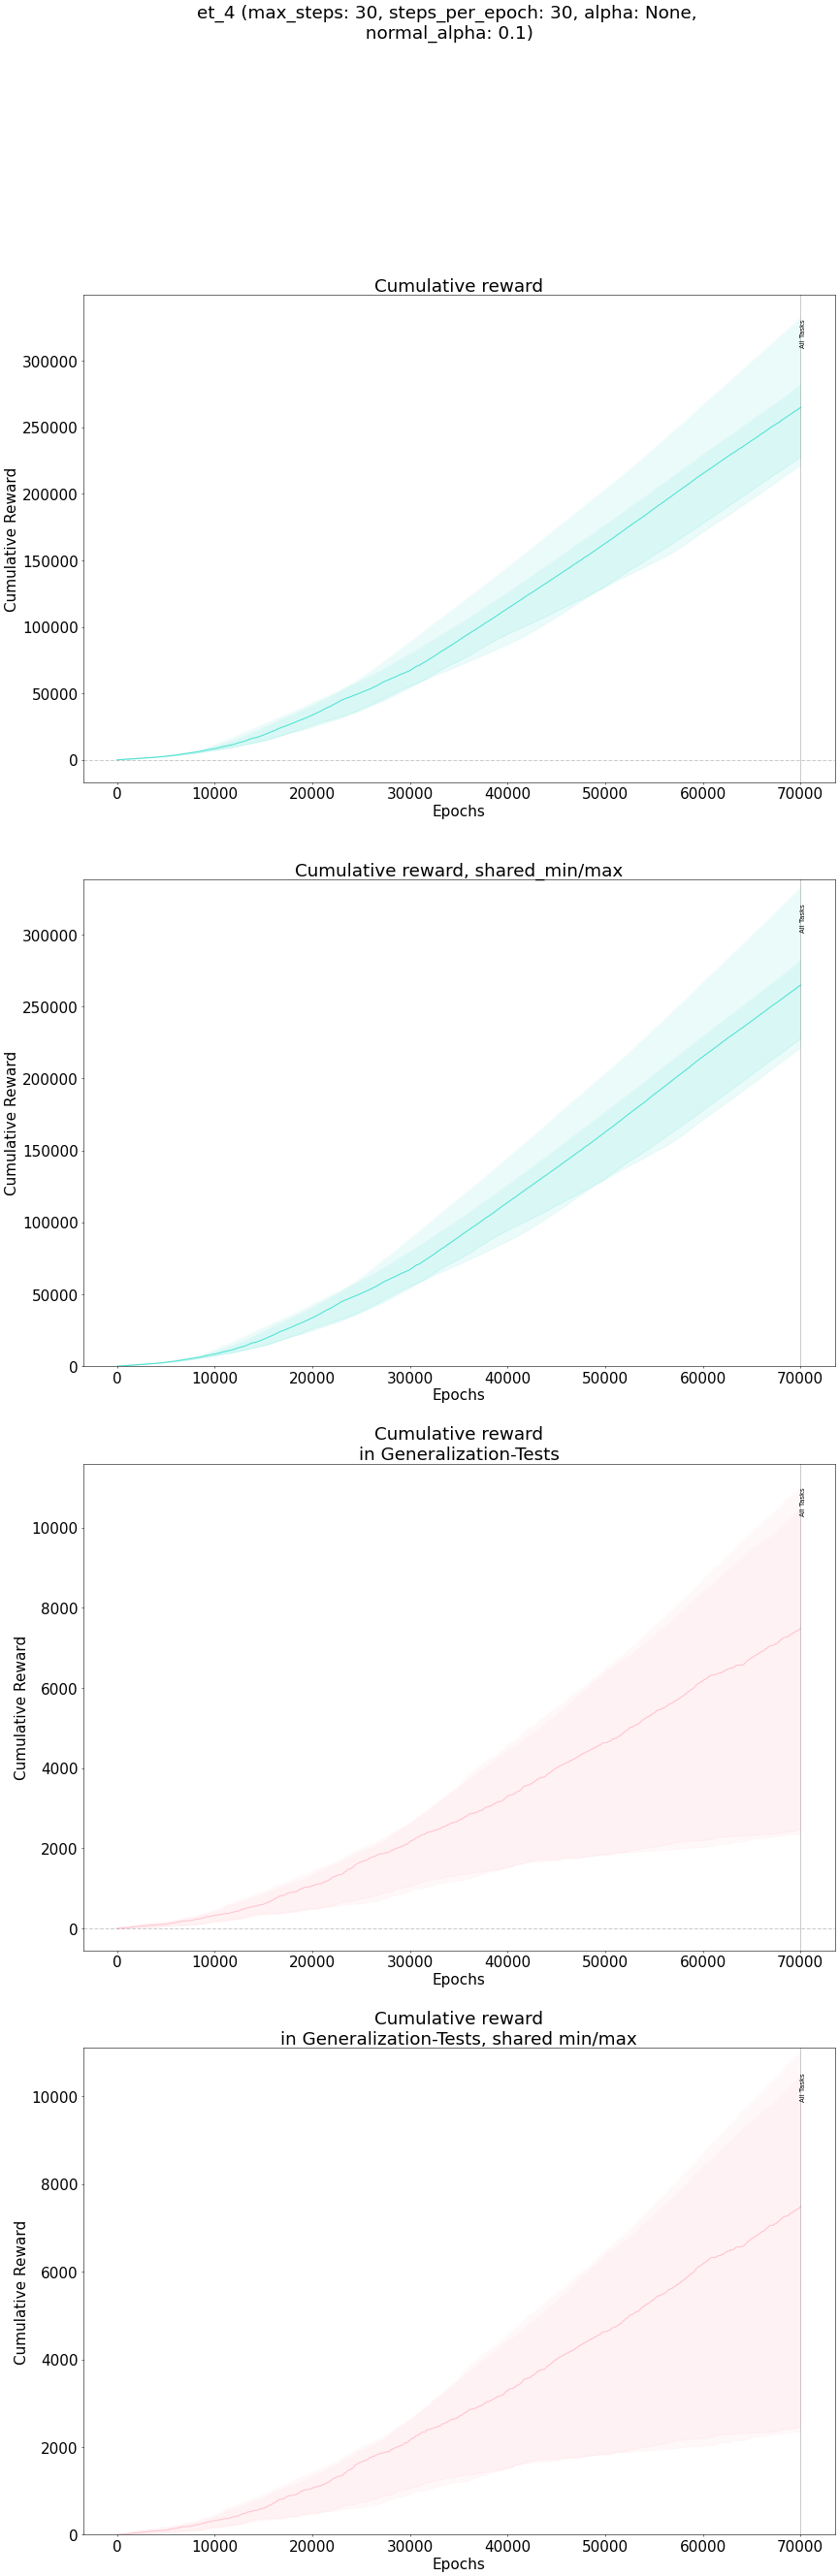 et_4 (max_steps: 30, steps_per_epoch: 30, alpha: None,
normal_alpha: 0.1)
Cumulative reward
All Tasks
300000
250000
200000
150000
100000
50000
0
Cumulative Reward
0 10000 20000 30000 40000 50000 60000 70000
Epochs
Cumulative reward, shared_min/max
All Tasks
300000
250000
200000
150000
100000
50000
0
Cumulative Reward
0 10000 20000 30000 40000 50000 60000 70000
Epochs
Cumulative reward
in Generalization-Tests
All Tasks
10000
8000
6000
4000
2000
0
Cumulative Reward
0 10000 20000 30000 40000 50000 60000 70000
Epochs
Cumulative reward
in Generalization-Tests, shared min/max
All Tasks
10000
8000
6000
4000
2000
0
Cumulative Reward
0 10000 20000 30000 40000 50000 60000 70000
Epochs